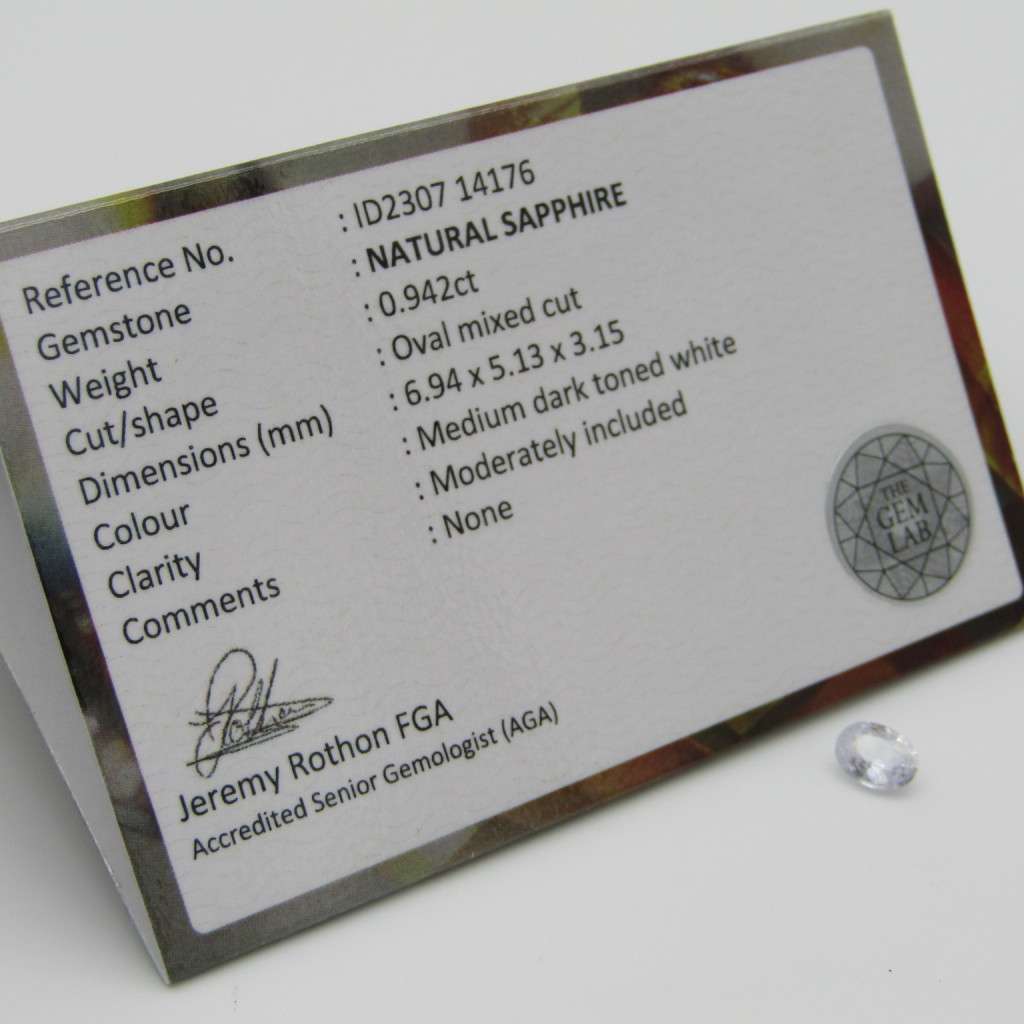 Reference No. : ID2307 14176
Gemstone : NATURAL SAPPHIRE
Weight : 0.942ct
Cut/shape : Oval mixed cut
Dimensions (mm) : 6.94 x 5.13 x 3.15
Colour : Medium dark toned white
Clarity : Moderately included
Comments : None
THE
GEM
LAB
Jeremy Rothon FGA
Accredited Senior Gemologist (AGA)